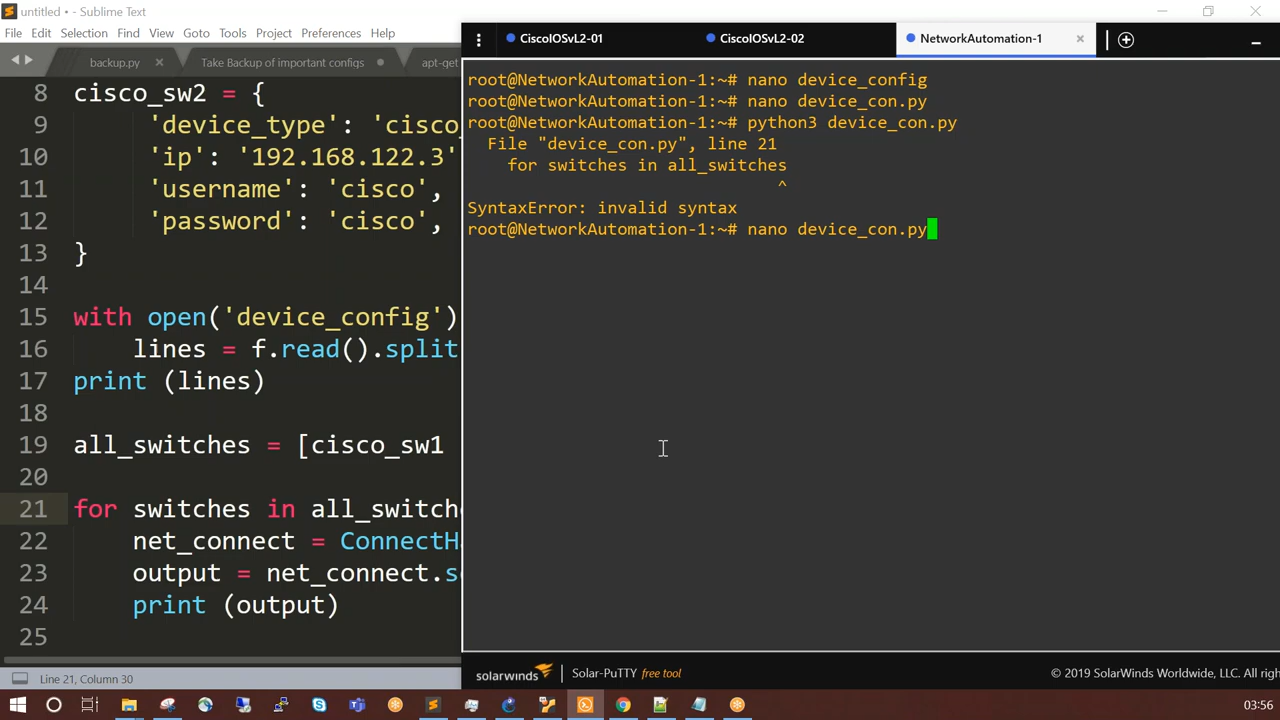 untitled • - Sublime Text
File Edit Selection Find View Goto Tools Project Preferences Help
backup.py × Take Backup of important configs apt-get
8 cisco_sw2 = {
9 'device_type': 'cisco_
10 'ip': '192.168.122.3'
11 'username': 'cisco',
12 'password': 'cisco',
13 }
14
15 with open('device_config')
16 lines = f.read().split
17 print (lines)
18
19 all_switches = [cisco_sw1
20
21 for switches in all_switche
22 net_connect = ConnectHa
23 output = net_connect.se
24 print (output)
25
Line 21, Column 30
CiscoIOSvL2-01 CiscoIOSvL2-02 NetworkAutomation-1 ×
root@NetworkAutomation-1:~# nano device_config
root@NetworkAutomation-1:~# nano device_con.py
root@NetworkAutomation-1:~# python3 device_con.py
File "device_con.py", line 21
for switches in all_switches
^
SyntaxError: invalid syntax
root@NetworkAutomation-1:~# nano device_con.py
solarwinds Solar-PuTTY free tool © 2019 SolarWinds Worldwide, LLC. All righ
03:56